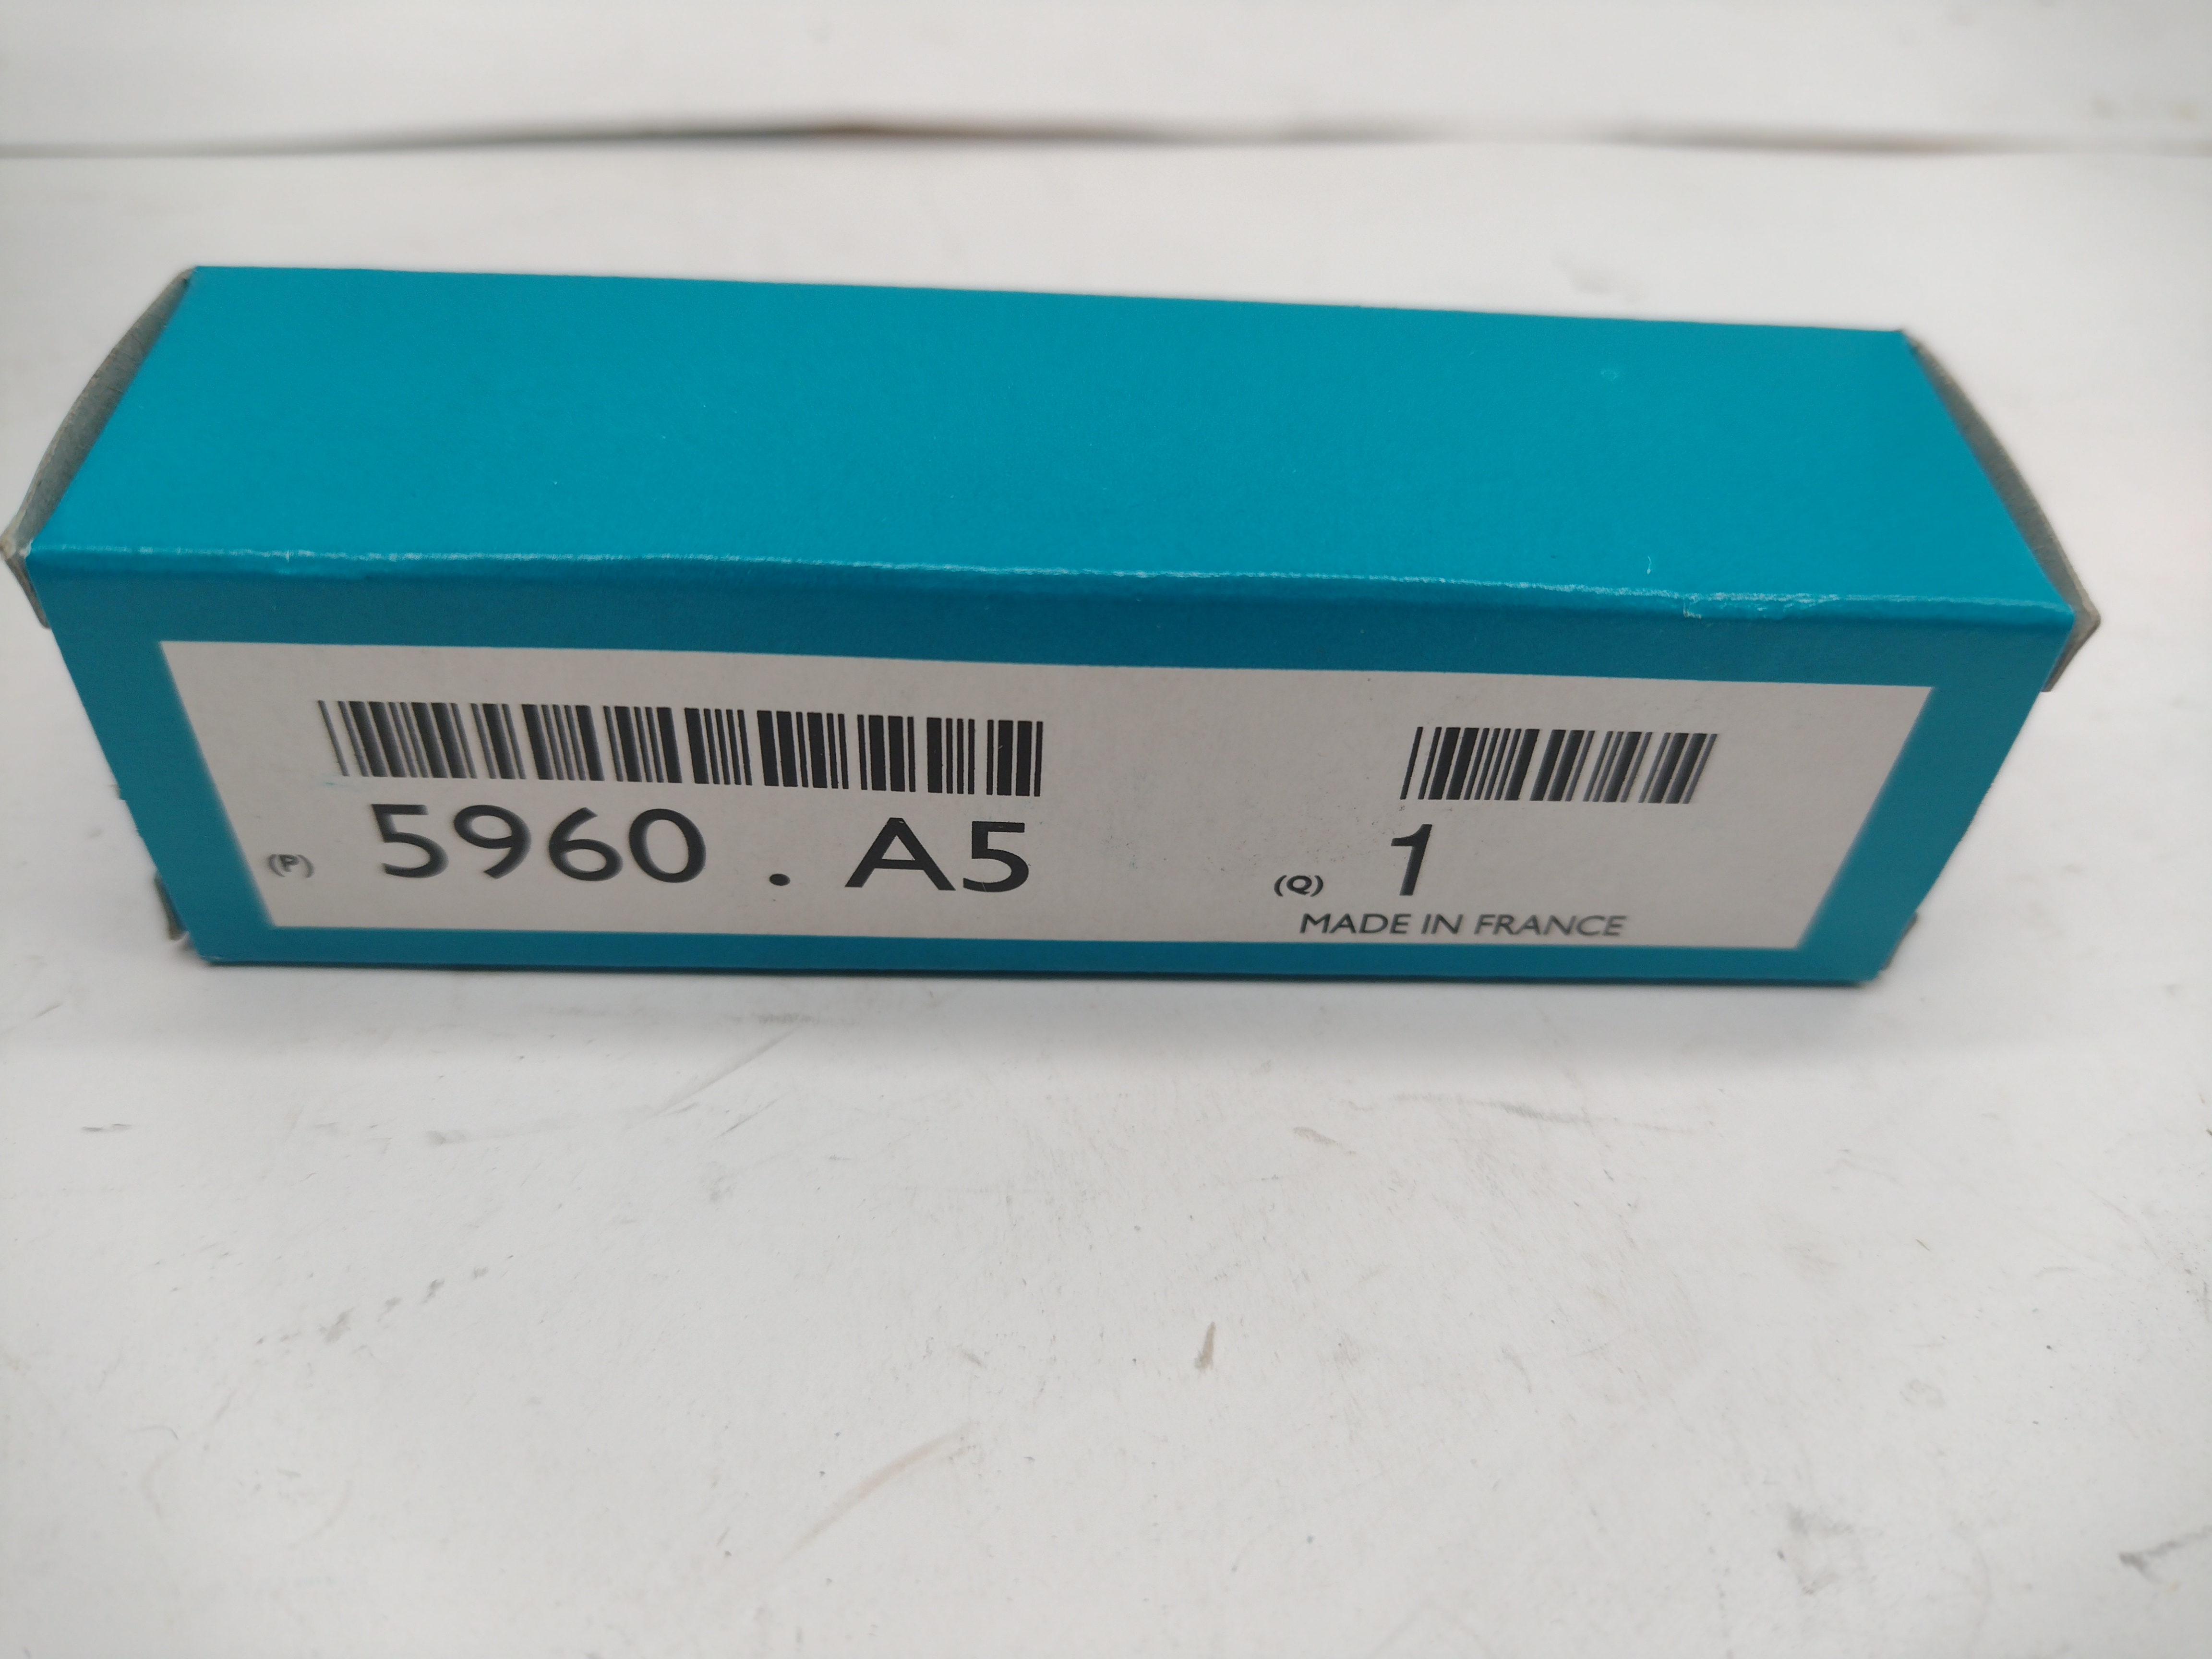 (P) 5960 . A5
(Q) 1
MADE IN FRANCE